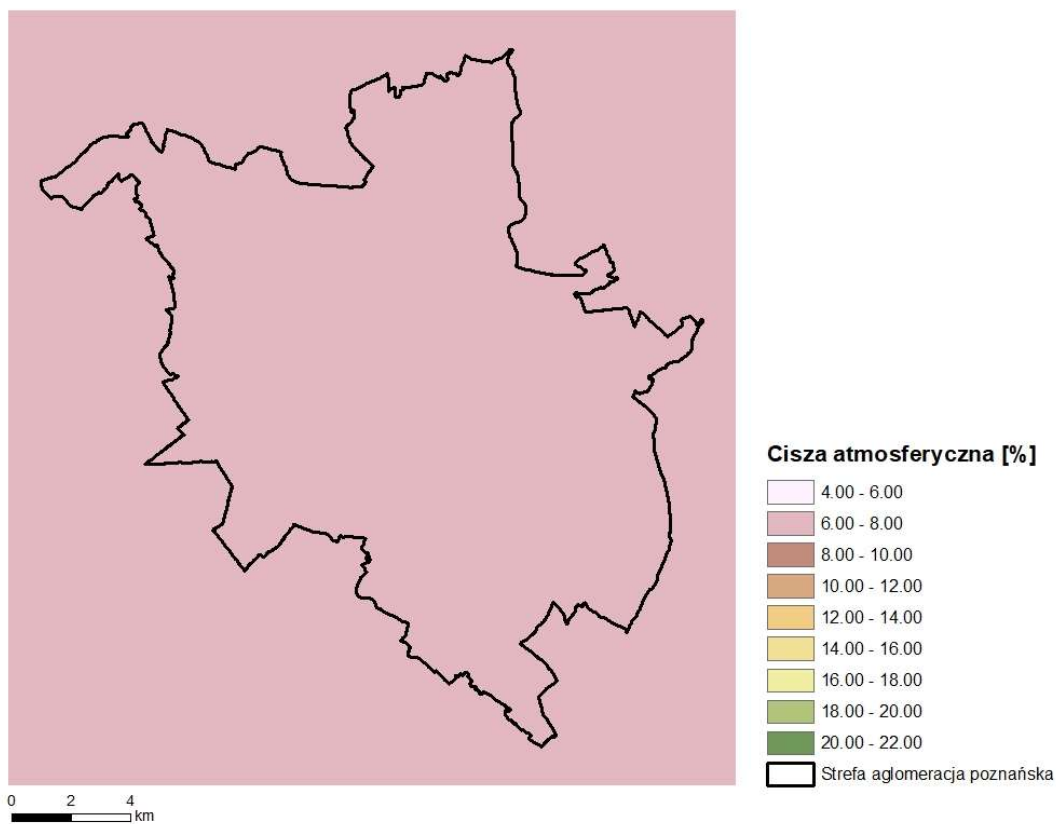 Cisza atmosferyczna [%]
4.00 - 6.00
6.00 - 8.00
8.00 - 10.00
10.00 - 12.00
12.00 - 14.00
14.00 - 16.00
16.00 - 18.00
18.00 - 20.00
20.00 - 22.00
Strefa aglomeracja poznańska
0 2 4
km